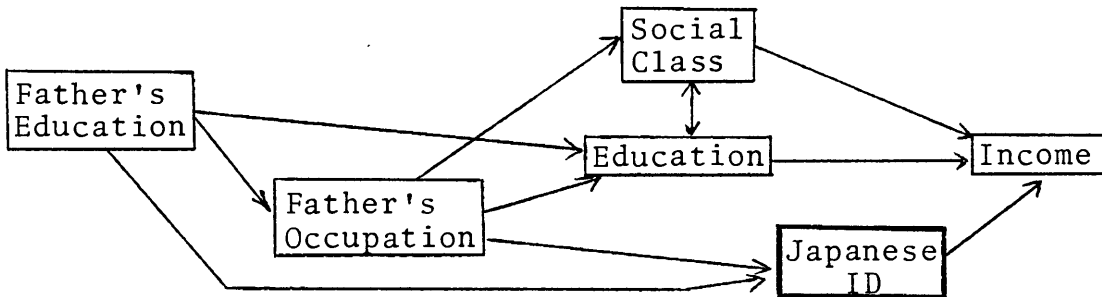 Social
Class
Father's
Education
Education
Income
Father's
Occupation
Japanese
ID